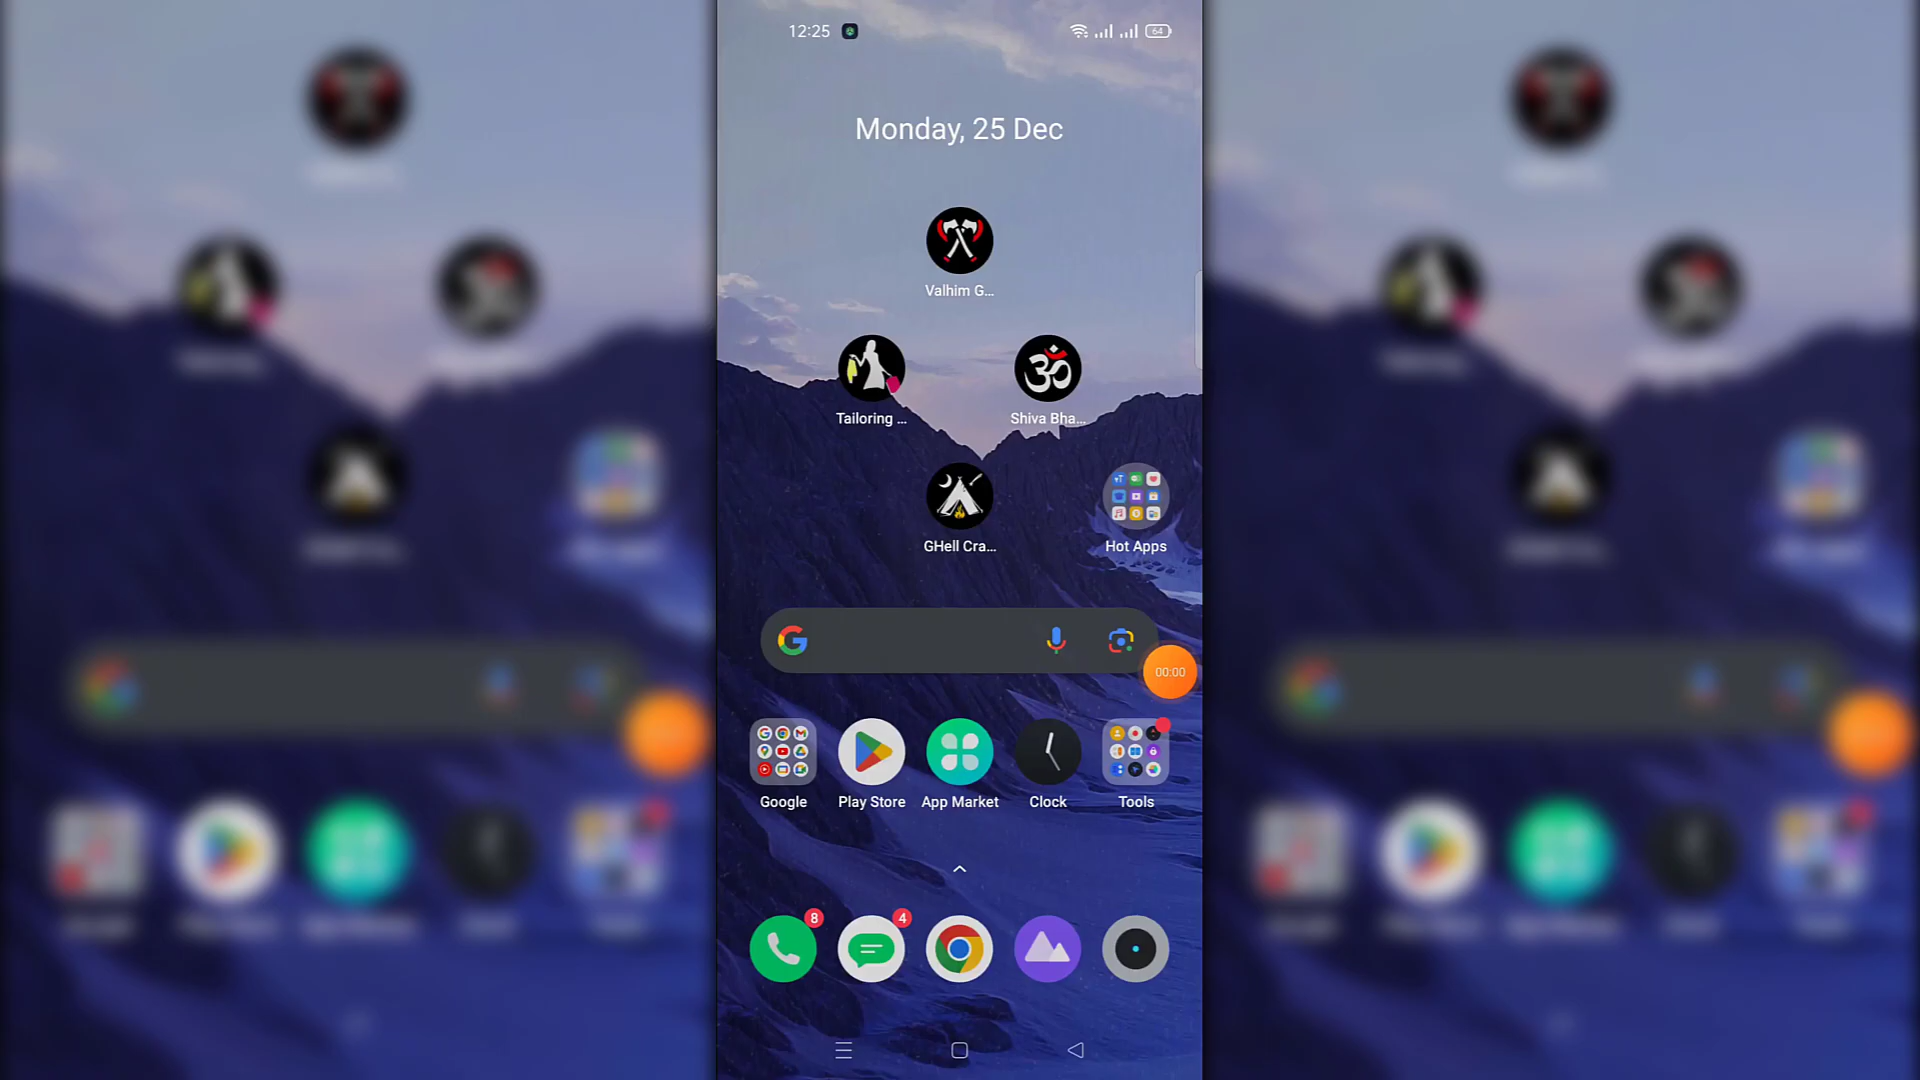 12:25
64
Monday, 25 Dec
Valhim G...
Tailoring ...
Shiva Bha...
GHell Cra...
Hot Apps
00:00
Google
Play Store
App Market
Clock
Tools
8
4